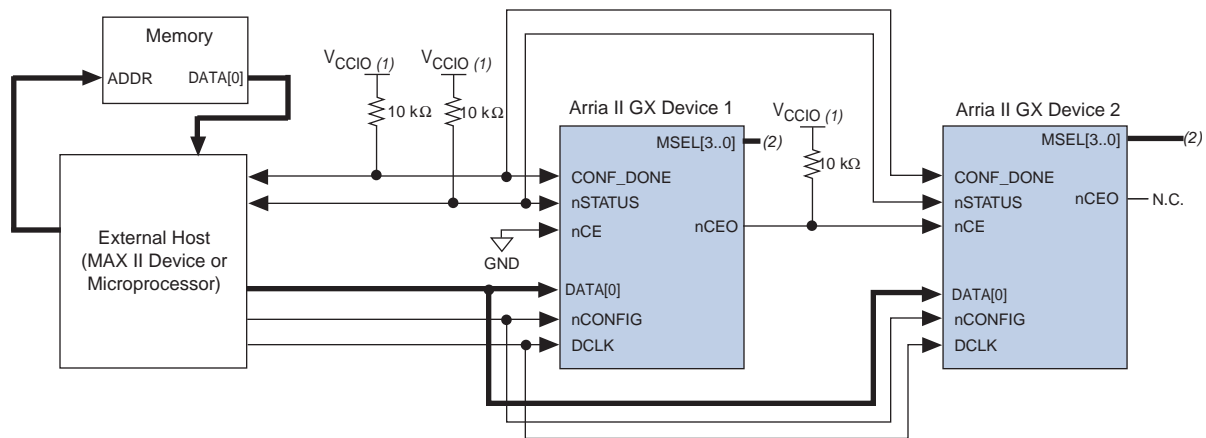 Memory
ADDR
DATA[0]
External Host
(MAX II Device or
Microprocessor)
VCCIO (1)
10 kΩ
VCCIO (1)
10 kΩ
GND
Arria II GX Device 1
MSEL[3..0]
(2)
CONF_DONE
nSTATUS
nCE
nCEO
DATA[0]
nCONFIG
DCLK
VCCIO (1)
10 kΩ
Arria II GX Device 2
MSEL[3..0]
(2)
CONF_DONE
nSTATUS
nCE
nCEO
N.C.
DATA[0]
nCONFIG
DCLK